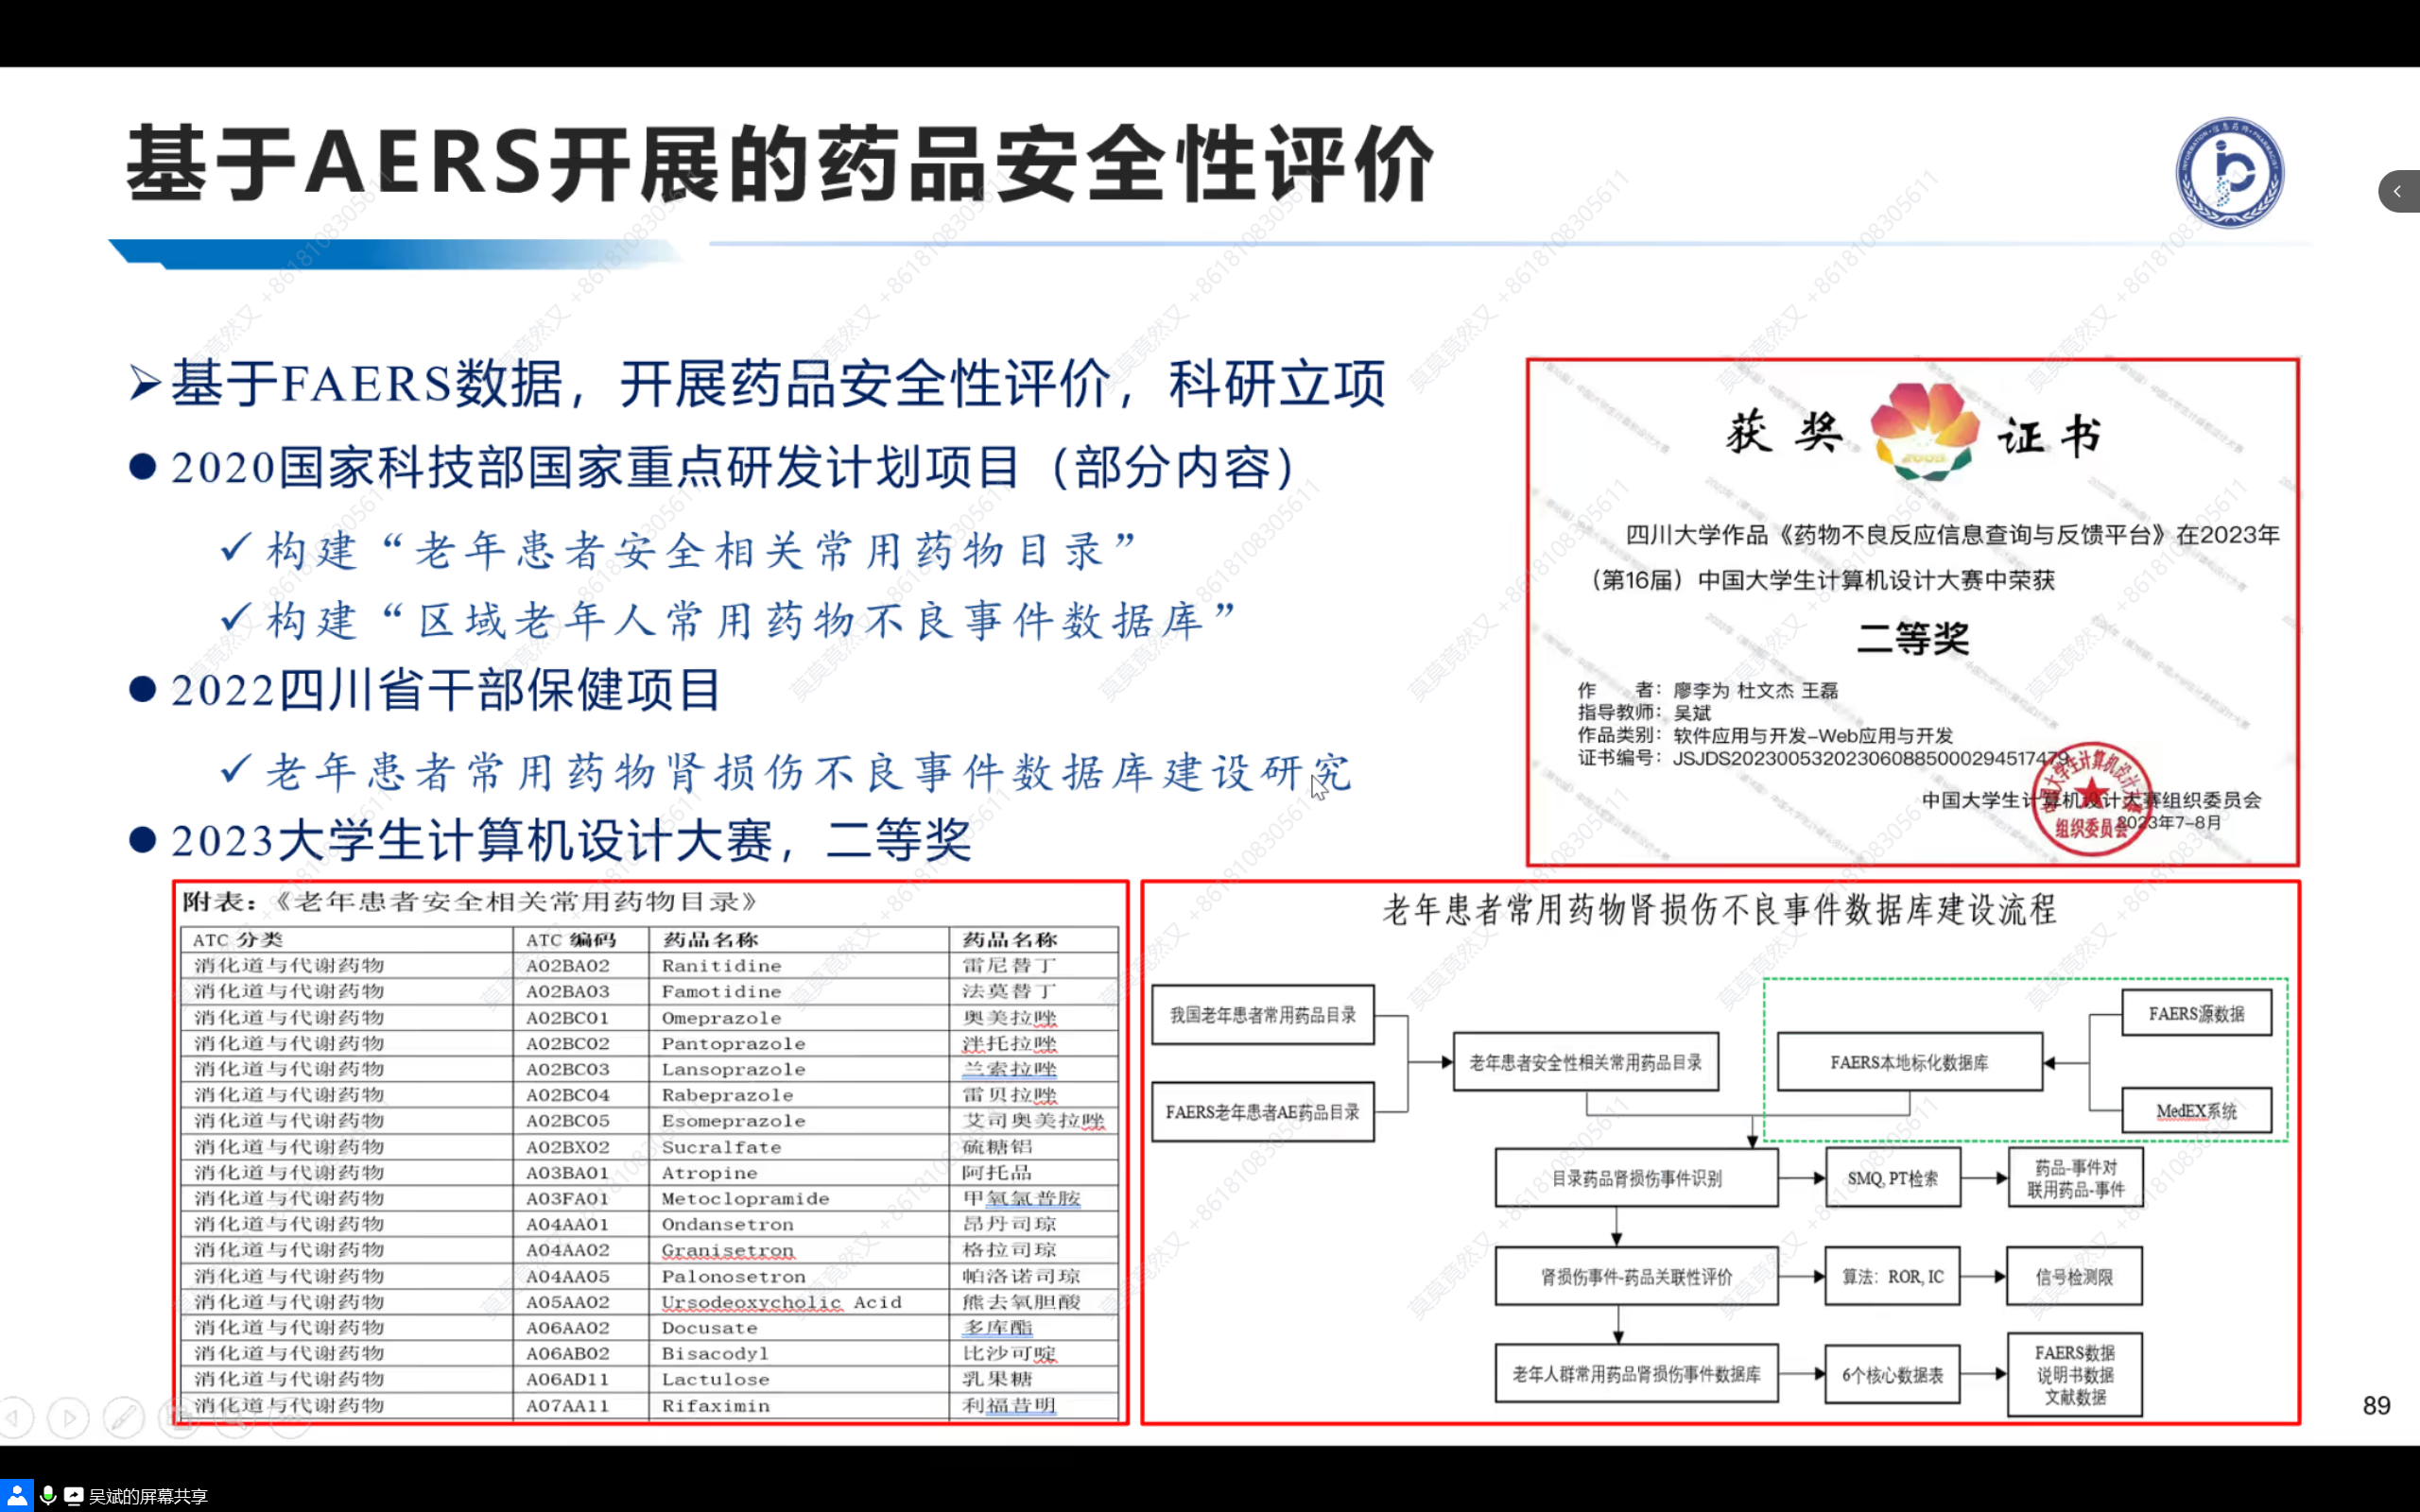 基于AERS开展的药品安全性评价
➢基于FAERS数据，开展药品安全性评价，科研立项
●2020国家科技部国家重点研发计划项目（部分内容）
✓构建“老年患者安全相关常用药物目录”
✓构建“区域老年人常用药物不良事件数据库”
●2022四川省干部保健项目
✓老年患者常用药物肾损伤不良事件数据库建设研究
●2023大学生计算机设计大赛，二等奖
获奖证书
四川大学作品《药物不良反应信息查询与反馈平台》在2023年
（第16届）中国大学生计算机设计大赛中荣获
二等奖
作　者：廖李为 杜文杰 王磊
指导教师：吴斌
作品类别：软件应用与开发-Web应用与开发
证书编号：JSJDS20230053202306088500029451747​9
中国大学生计算机设计大赛组织委员会
2023年7-8月
组织委员会
附表：《老年患者安全相关常用药物目录》
ATC 分类 ATC 编码 药品名称 药品名称
消化道与代谢药物 A02BA02 Ranitidine 雷尼替丁
消化道与代谢药物 A02BA03 Famotidine 法莫替丁
消化道与代谢药物 A02BC01 Omeprazole 奥美拉唑
消化道与代谢药物 A02BC02 Pantoprazole 泮托拉唑
消化道与代谢药物 A02BC03 Lansoprazole 兰索拉唑
消化道与代谢药物 A02BC04 Rabeprazole 雷贝拉唑
消化道与代谢药物 A02BC05 Esomeprazole 艾司奥美拉唑
消化道与代谢药物 A02BX02 Sucralfate 硫糖铝
消化道与代谢药物 A03BA01 Atropine 阿托品
消化道与代谢药物 A03FA01 Metoclopramide 甲氧氯普胺
消化道与代谢药物 A04AA01 Ondansetron 昂丹司琼
消化道与代谢药物 A04AA02 Granisetron 格拉司琼
消化道与代谢药物 A04AA05 Palonosetron 帕洛诺司琼
消化道与代谢药物 A05AA02 Ursodeoxycholic Acid 熊去氧胆酸
消化道与代谢药物 A06AA02 Docusate 多库酯
消化道与代谢药物 A06AB02 Bisacodyl 比沙可啶
消化道与代谢药物 A06AD11 Lactulose 乳果糖
消化道与代谢药物 A07AA11 Rifaximin 利福昔明
老年患者常用药物肾损伤不良事件数据库建设流程
我国老年患者常用药品目录
FAERS老年患者AE药品目录
老年患者安全性相关常用药品目录
FAERS本地标化数据库
FAERS源数据
MedEX系统
目录药品肾损伤事件识别
SMQ, PT检索
药品-事件对
联用药品-事件
肾损伤事件-药品关联性评价
算法：ROR, IC
信号检测限
老年人群常用药品肾损伤事件数据库
6个核心数据表
FAERS数据
说明书数据
文献数据
89
吴斌的屏幕共享